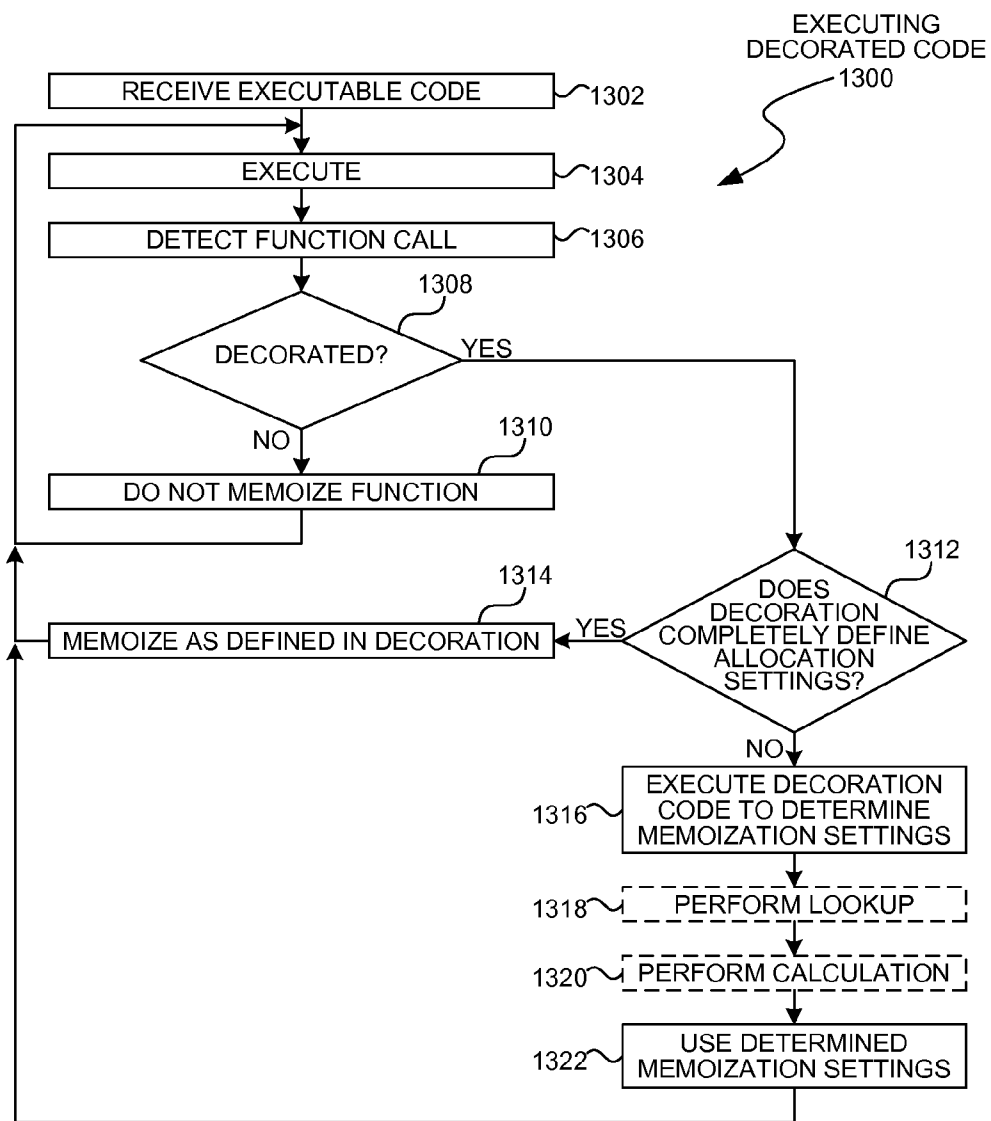 EXECUTING
DECORATED CODE
1300
RECEIVE EXECUTABLE CODE
1302
EXECUTE
1304
DETECT FUNCTION CALL
1306
1308
DECORATED?
YES
NO
1310
DO NOT MEMOIZE FUNCTION
1312
DOES
DECORATION
COMPLETELY DEFINE
ALLOCATION
SETTINGS?
YES
1314
MEMOIZE AS DEFINED IN DECORATION
NO
EXECUTE DECORATION
CODE TO DETERMINE
MEMOIZATION SETTINGS
1316
1318
PERFORM LOOKUP
1320
PERFORM CALCULATION
USE DETERMINED
MEMOIZATION SETTINGS
1322